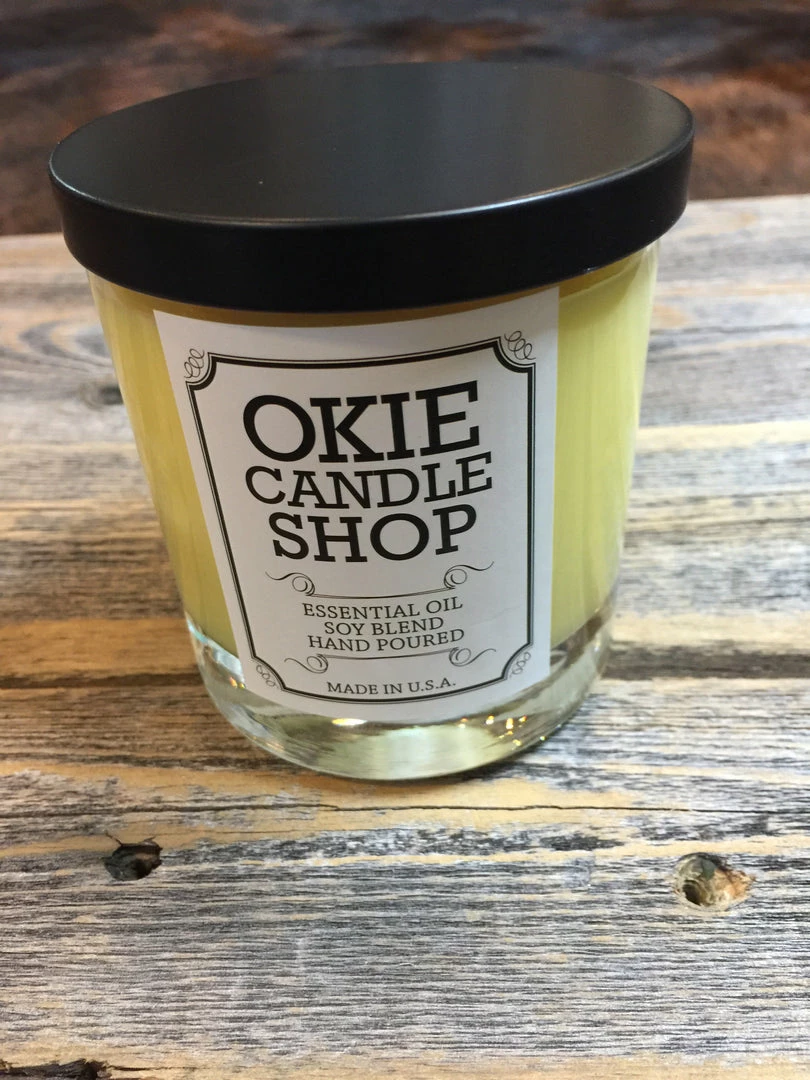 OKIE
CANDLE
SHOP
ESSENTIAL OIL
SOY BLEND
HAND POURED
MADE IN U.S.A.